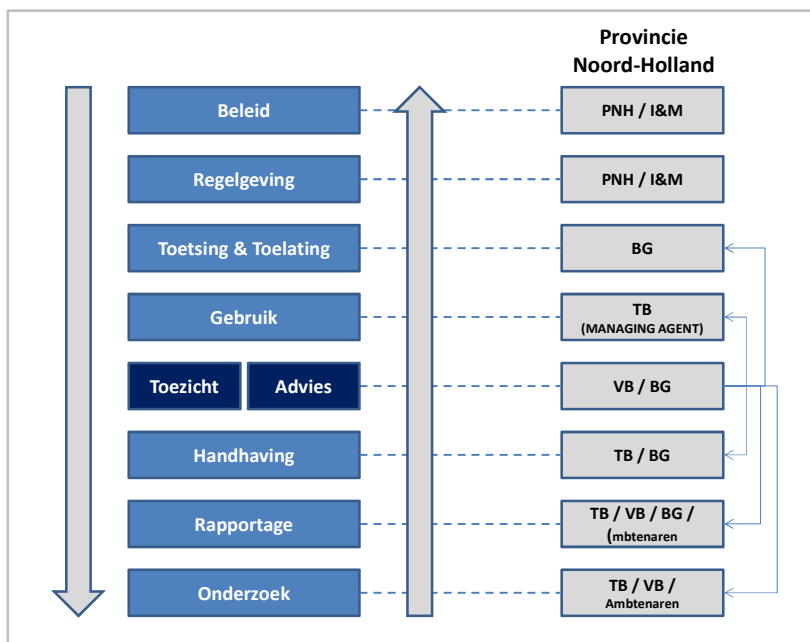 Provincie
Noord-Holland
Beleid
PNH / I&M
Regelgeving
PNH / I&M
Toetsing & Toelating
BG
Gebruik
TB
(MANAGING AGENT)
Toezicht
Advies
VB / BG
Handhaving
TB / BG
Rapportage
TB / VB / BG /
(mbtenaren
Onderzoek
TB / VB /
Ambtenaren